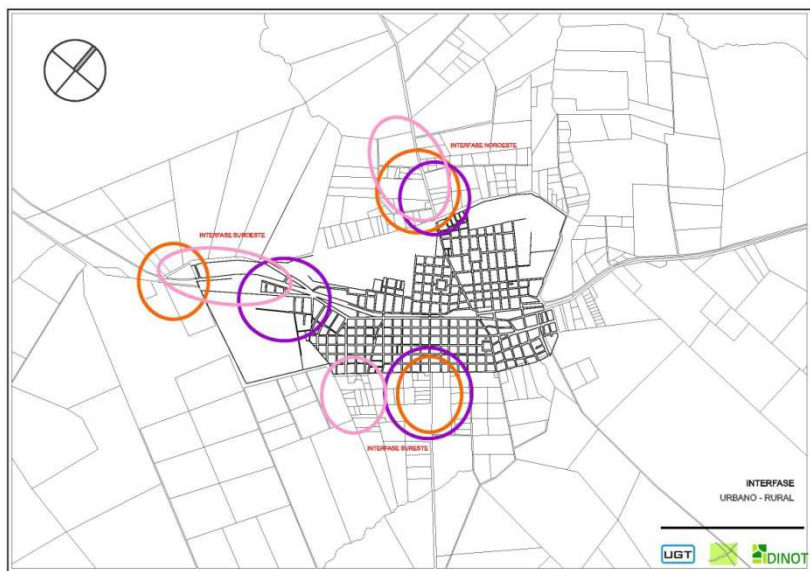 INTERFASE NOROESTE
INTERFASE SUROESTE
INTERFASE SURESTE
INTERFASE
URBANO - RURAL
UGT
DINOT